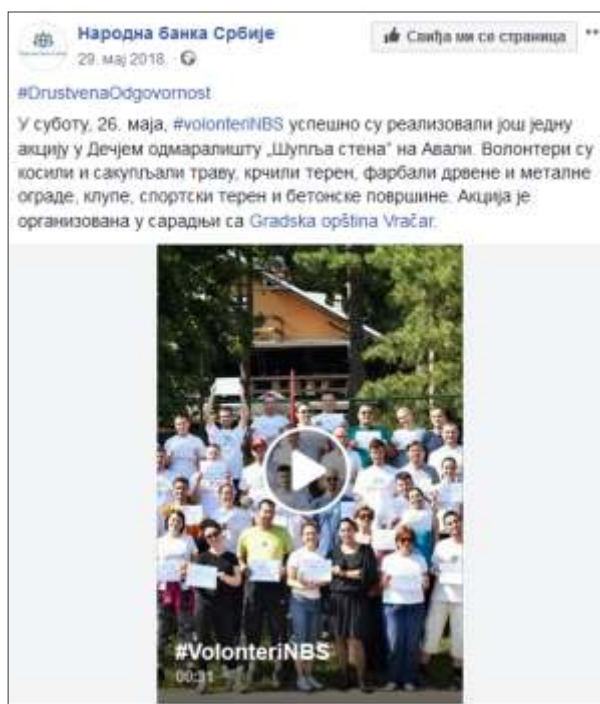 Народна банка Србије
Свиђа ми се страница
29. мај 2018.
#DrustvenaOdgovornost
У суботу, 26. маја, #volonteriNBS успешно су реализовали још једну
акцију у Дечјем одмаралишту „Шупља стена“ на Авали. Волонтери су
косили и сакупљали траву, крчили терен, фарбали дрвене и металне
ограде, клупе, спортски терен и бетонске површине. Акција је
организована у сарадњи са Gradska opština Vračar.
#VolonteriNBS
00:31